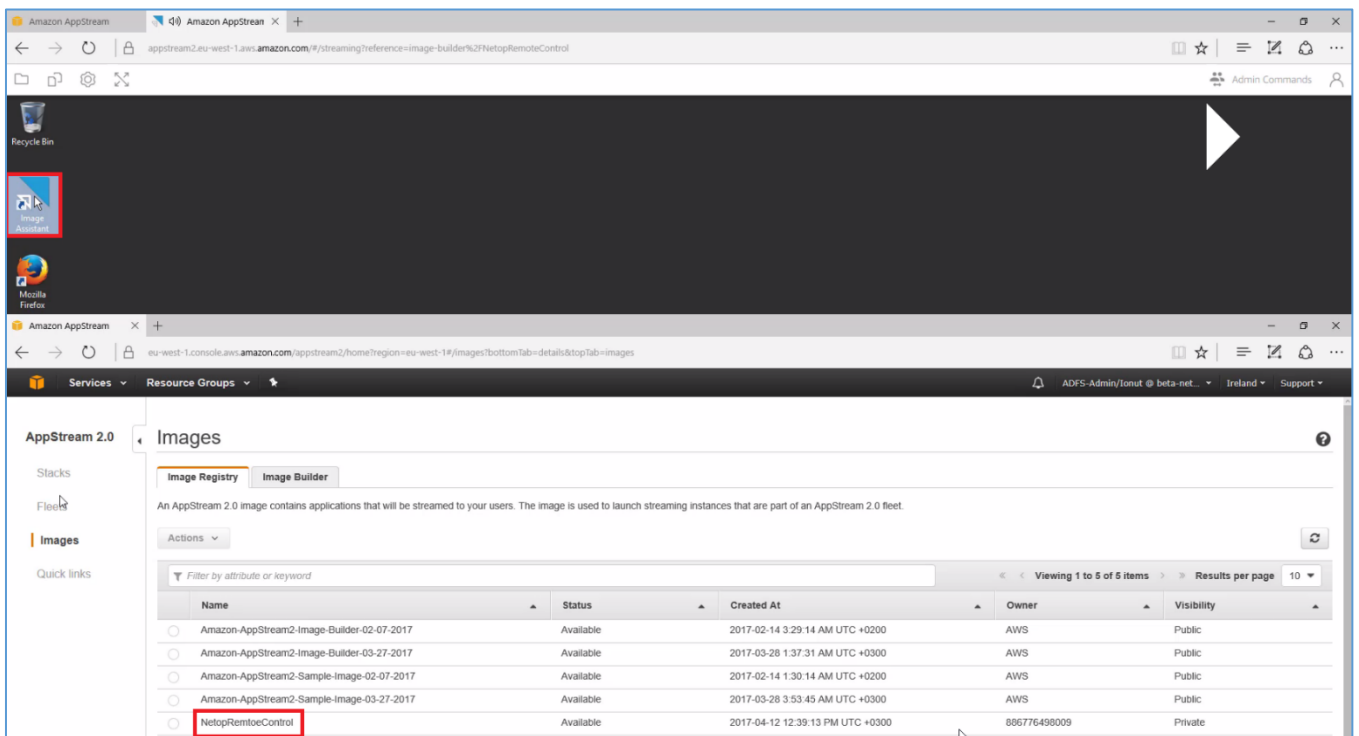 Amazon AppStream
Amazon AppStrean
appstream2.eu-west-1.aws.amazon.com/#/streaming?reference=image-builder%2FNetopRemoteControl
Admin Commands
Recycle Bin
Image
Assistant
Mozilla
Firefox
Amazon AppStream
eu-west-1.console.aws.amazon.com/appstream2/home?region=eu-west-1#/images?bottomTab=details&topTab=images
Services Resource Groups ADFS-Admin/Ionut @ beta-net... Ireland Support
AppStream 2.0
Images
Stacks
Fleets
Images
Quick links
Image Registry Image Builder
An AppStream 2.0 image contains applications that will be streamed to your users. The image is used to launch streaming instances that are part of an AppStream 2.0 fleet.
Actions
Filter by attribute or keyword Viewing 1 to 5 of 5 items Results per page 10
Name Status Created At Owner Visibility
Amazon-AppStream2-Image-Builder-02-07-2017 Available 2017-02-14 3:29:14 AM UTC +0200 AWS Public
Amazon-AppStream2-Image-Builder-03-27-2017 Available 2017-03-28 1:37:31 AM UTC +0300 AWS Public
Amazon-AppStream2-Sample-Image-02-07-2017 Available 2017-02-14 1:30:14 AM UTC +0200 AWS Public
Amazon-AppStream2-Sample-Image-03-27-2017 Available 2017-03-28 3:53:45 AM UTC +0300 AWS Public
NetopRemtoeControl Available 2017-04-12 12:39:13 PM UTC +0300 886776498009 Private